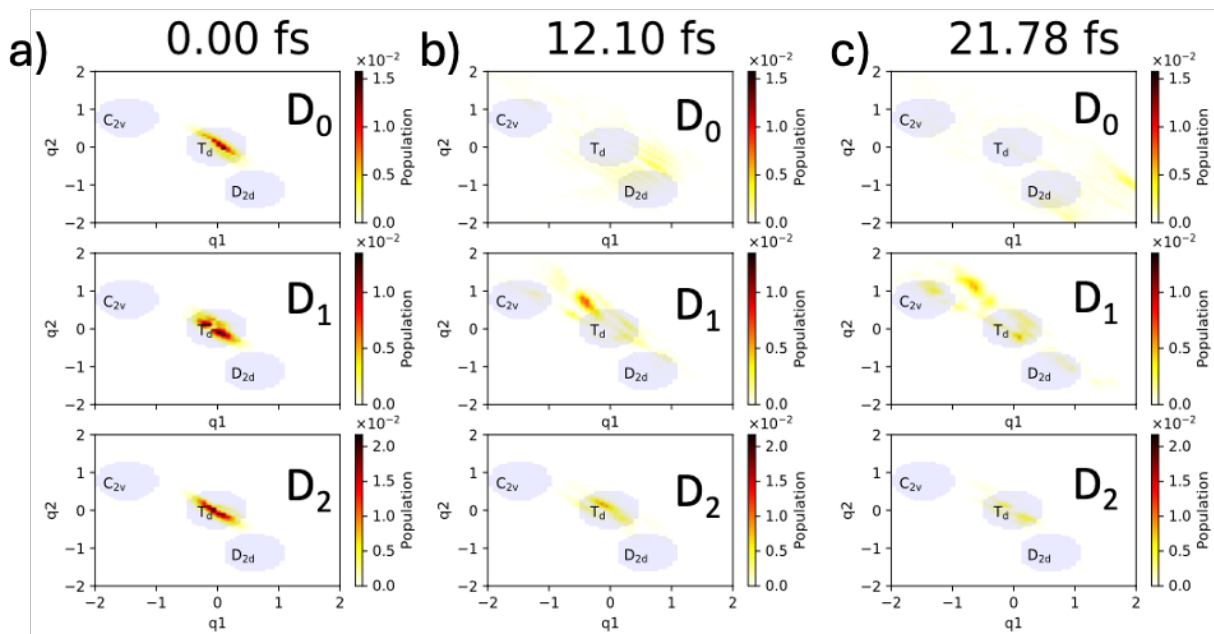 a) 0.00 fs b) 12.10 fs c) 21.78 fs
×10⁻² ×10⁻² ×10⁻²
2 1.5 2 1.5 2 1.5
1 C₂ᵥ D₀ 1 C₂ᵥ D₀ 1 C₂ᵥ D₀
1.0 1.0 1.0
q2 0 T_d Population q2 0 T_d Population q2 0 T_d Population
0.5 0.5 0.5
−1 D₂d −1 D₂d −1 D₂d
−2 0.0 −2 0.0 −2 0.0
q1 q1 q1
×10⁻² ×10⁻² ×10⁻²
2 2 2
1 C₂ᵥ D₁ 1.0 1 C₂ᵥ D₁ 1.0 1 C₂ᵥ D₁ 1.0
q2 0 T_d Population q2 0 T_d Population q2 0 T_d Population
0.5 0.5 0.5
−1 D₂d −1 D₂d −1 D₂d
−2 0.0 −2 0.0 −2 0.0
q1 q1 q1
×10⁻² ×10⁻² ×10⁻²
2 2.0 2 2.0 2 2.0
1 C₂ᵥ D₂ 1.5 1 C₂ᵥ D₂ 1.5 1 C₂ᵥ D₂ 1.5
q2 0 T_d 1.0 Population q2 0 T_d 1.0 Population q2 0 T_d 1.0 Population
−1 D₂d 0.5 −1 D₂d 0.5 −1 D₂d 0.5
−2 0.0 −2 0.0 −2 0.0
−2 −1 0 1 2 −2 −1 0 1 2 −2 −1 0 1 2
q1 q1 q1